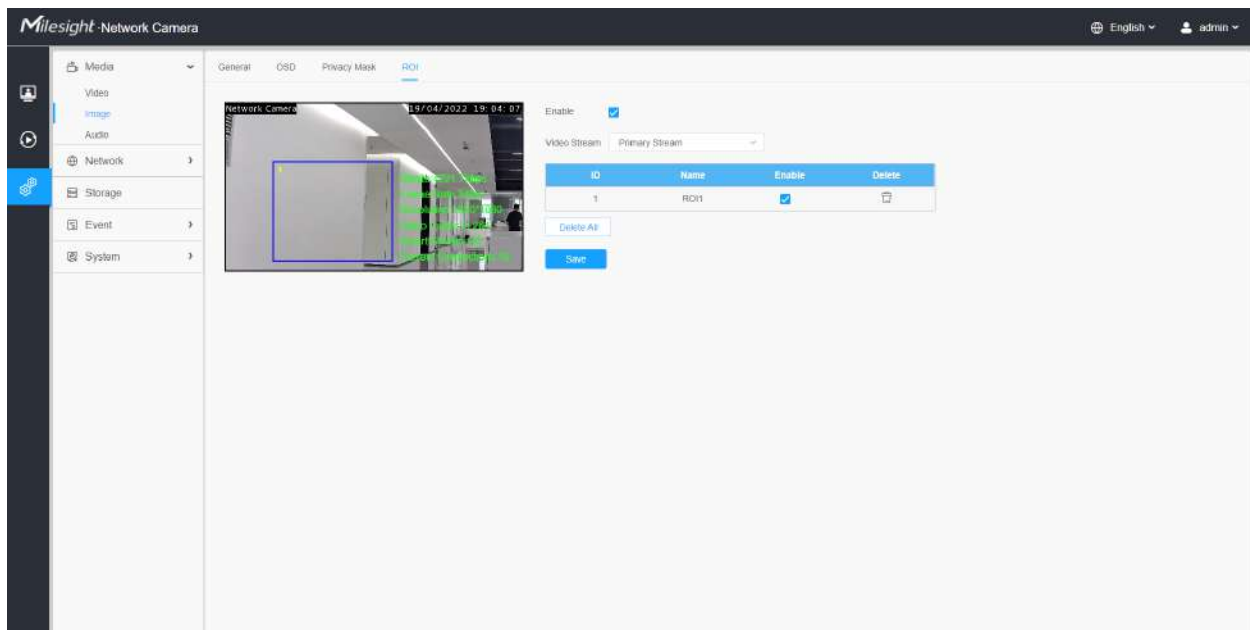 Milesight ·Network Camera
English
admin
Media
Video
Image
Audio
Network
Storage
Event
System
General OSD Privacy Mask ROI
Network Camera 19/04/2022 19:04:07
1
Enable
Video Stream Primary Stream
ID Name Enable Delete
1 ROI1
Delete All
Save